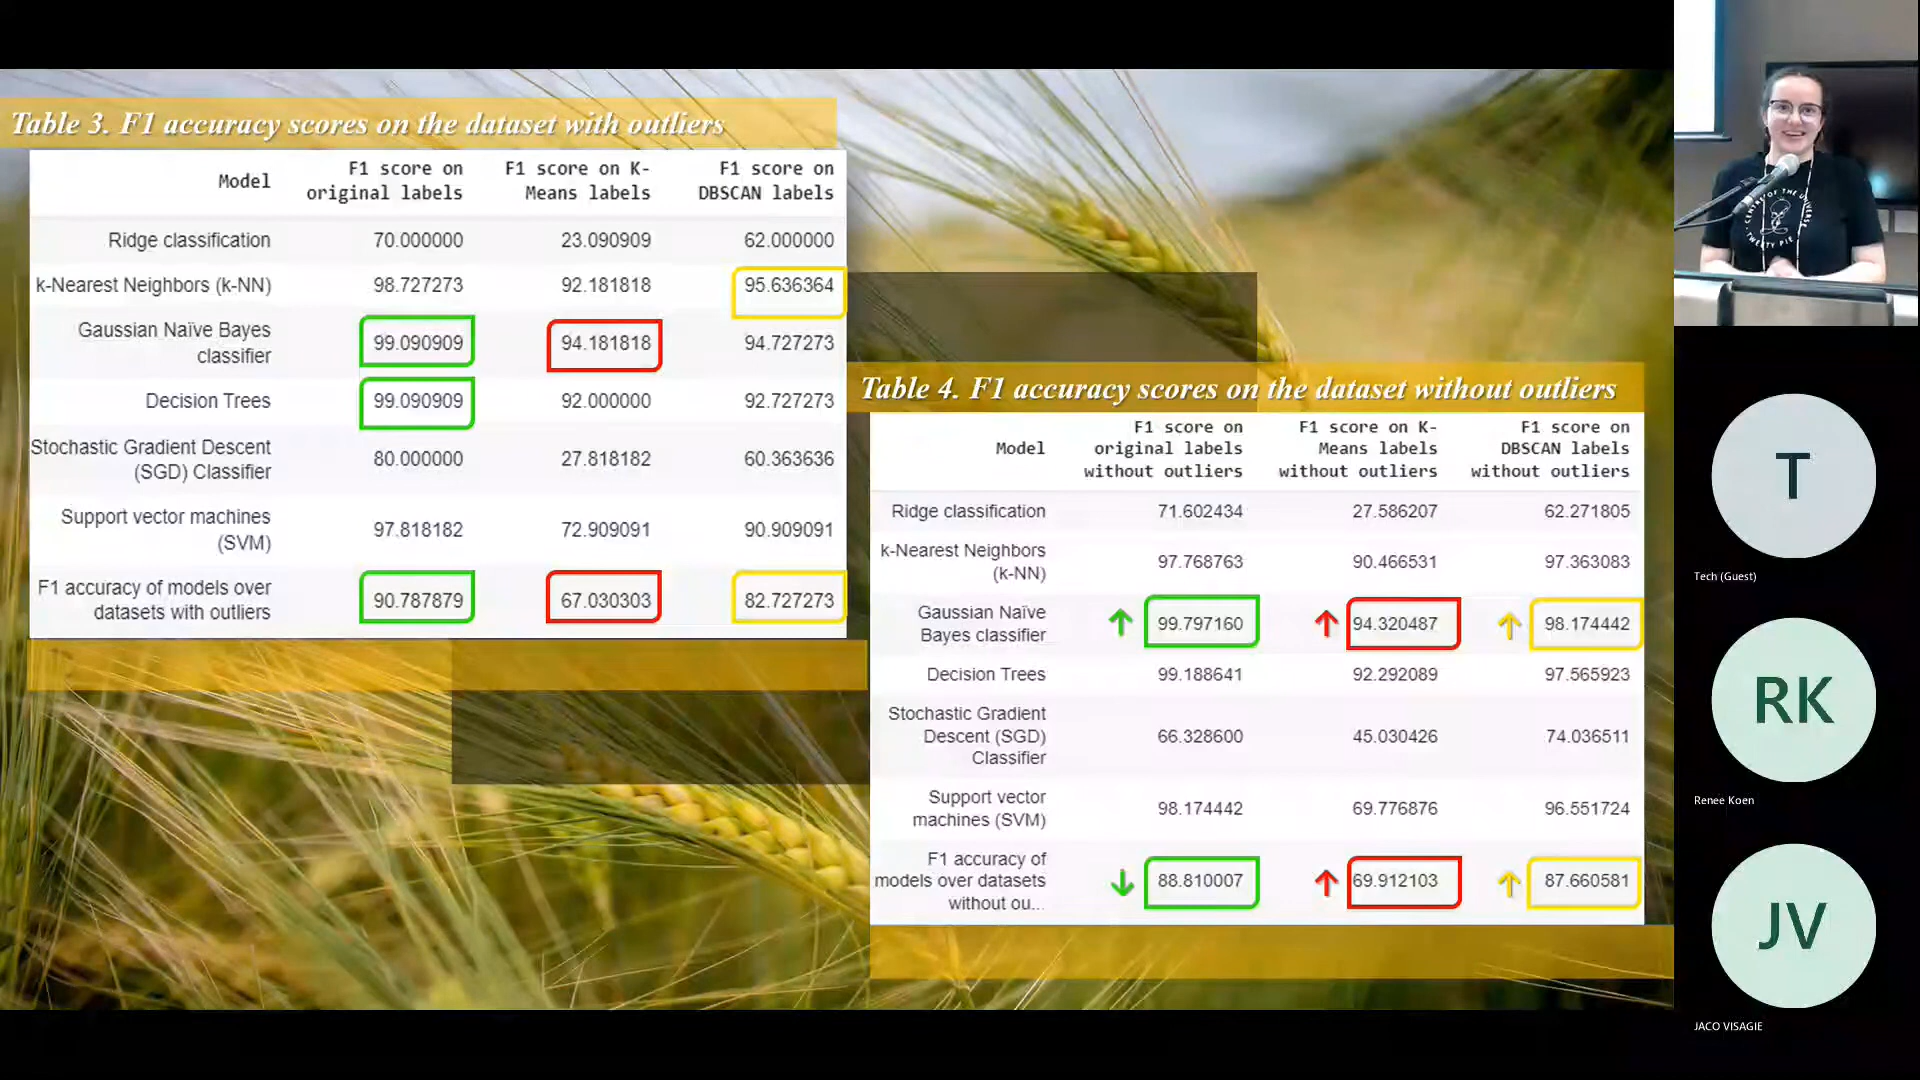 Table 3. F1 accuracy scores on the dataset with outliers
Model
F1 score on original labels
F1 score on K-Means labels
F1 score on DBSCAN labels
Ridge classification 70.000000 23.090909 62.000000
k-Nearest Neighbors (k-NN) 98.727273 92.181818 95.636364
Gaussian Naïve Bayes
classifier 99.090909 94.181818 94.727273
Decision Trees 99.090909 92.000000 92.727273
Stochastic Gradient Descent
(SGD) Classifier 80.000000 27.818182 60.363636
Support vector machines
(SVM) 97.818182 72.909091 90.909091
F1 accuracy of models over
datasets with outliers 90.787879 67.030303 82.727273
Table 4. F1 accuracy scores on the dataset without outliers
Model
F1 score on original labels without outliers
F1 score on K-Means labels without outliers
F1 score on DBSCAN labels without outliers
Ridge classification 71.602434 27.586207 62.271805
k-Nearest Neighbors
(k-NN) 97.768763 90.466531 97.363083
Gaussian Naïve
Bayes classifier 99.797160 94.320487 98.174442
Decision Trees 99.188641 92.292089 97.565923
Stochastic Gradient
Descent (SGD)
Classifier 66.328600 45.030426 74.036511
Support vector
machines (SVM) 98.174442 69.776876 96.551724
F1 accuracy of
models over datasets
without ou... 88.810007 69.912103 87.660581
CENTRE OF THE UNIVERSE
TWEETY PIE
T
Tech (Guest)
RK
Renee Koen
JV
JACO VISAGIE